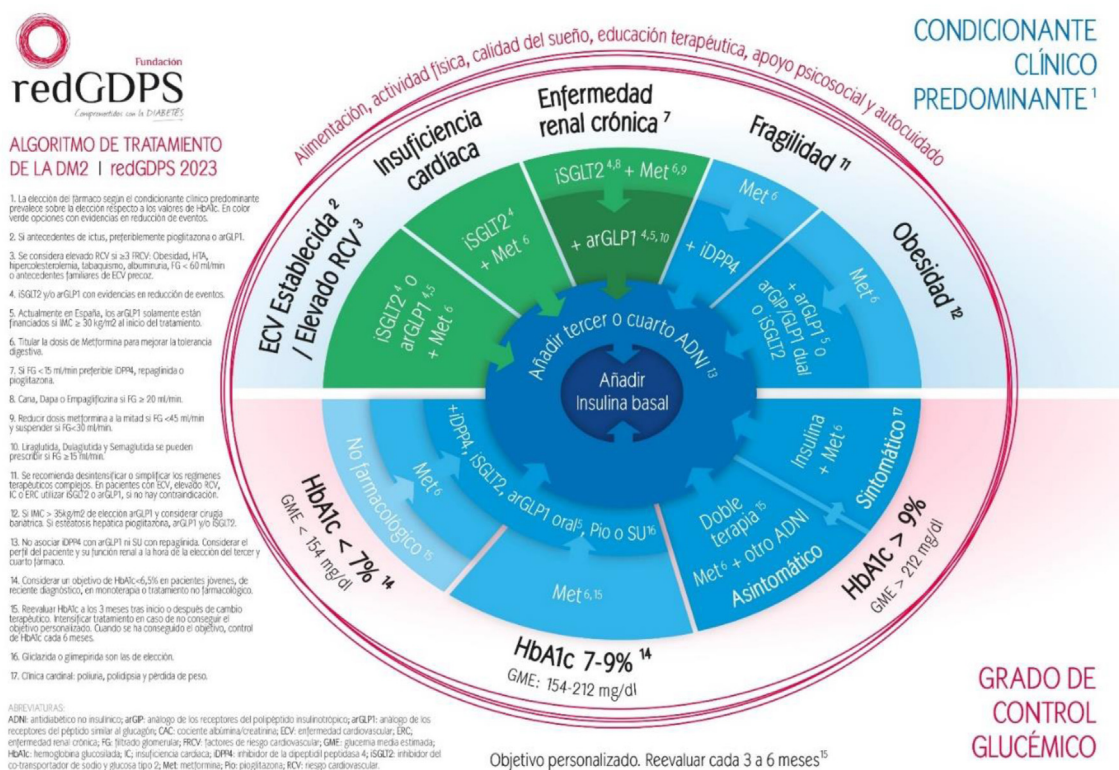 Fundación
redGDPS
Comprometidos con la DIABETES
ALGORITMO DE TRATAMIENTO
DE LA DM2 | redGDPS 2023
1. La elección del fármaco según el condicionante clínico predominante
prevalece sobre la elección respecto a los valores de HbA1c. En color
verde opciones con evidencias en reducción de eventos.
2. Si antecedentes de ictus, preferiblemente pioglitazona o arGLP1.
3. Se considera elevado RCV si ≥3 FRCV: Obesidad, HTA,
hipercolesterolemia, tabaquismo, albuminuria, FG < 60 ml/min
o antecedentes familiares de ECV precoz.
4. iSGLT2 y/o arGLP1 con evidencias en reducción de eventos.
5. Actualmente en España, los arGLP1 solamente están
financiados si IMC ≥ 30 kg/m2 al inicio del tratamiento.
6. Titular la dosis de Metformina para mejorar la tolerancia
digestiva.
7. Si FG <15 ml/min preferible iDPP4, repaglinida o
pioglitazona.
8. Cana, Dapa o Empagliflozina si FG ≥ 20 ml/min.
9. Reducir dosis metformina a la mitad si FG <45 ml/min
y suspender si FG<30 ml/min.
10. Liraglutida, Dulaglutida y Semaglutida se pueden
prescribir si FG ≥ 15 ml/min.
11. Se recomienda desintensificar o simplificar los regímenes
terapéuticos complejos. En pacientes con ECV, elevado RCV,
IC o ERC utilizar iSGLT2 o arGLP1, si no hay contraindicación.
12. Si IMC > 35kg/m2 de elección arGLP1 y considerar cirugía
bariátrica. Si esteatosis hepática pioglitazona, arGLP1 y/o iSGLT2.
13. No asociar iDPP4 con arGLP1 ni SU con repaglinida. Considerar el
perfil del paciente y su función renal a la hora de la elección del tercer y
cuarto fármaco.
14. Considerar un objetivo de HbA1c<6,5% en pacientes jóvenes, de
reciente diagnóstico, en monoterapia o tratamiento no farmacológico.
15. Reevaluar HbA1c a los 3 meses tras inicio o después de cambio
terapéutico. Intensificar tratamiento en caso de no conseguir el
objetivo personalizado. Cuando se ha conseguido el objetivo, control
de HbA1c cada 6 meses.
16. Gliclazida o glimepirida son las de elección.
17. Clínica cardinal: poliuria, polidipsia y pérdida de peso.
ABREVIATURAS:
ADNI: antidiabético no insulínico; arGIP: análogo de los receptores del polipéptido insulinotrópico; arGLP1: análogo de los
receptores del péptido similar al glucagón; CAC: cociente albúmina/creatinina; ECV: enfermedad cardiovascular; ERC:
enfermedad renal crónica; FG: filtrado glomerular; FRCV: factores de riesgo cardiovascular; GME: glucemia media estimada;
HbA1c: hemoglobina glucosilada; IC: insuficiencia cardiaca; iDPP4: inhibidor de la dipeptidil peptidasa 4; iSGLT2: inhibidor del
co-transportador de sodio y glucosa tipo 2; Met: metformina; Pio: pioglitazona; RCV: riesgo cardiovascular.
CONDICIONANTE
CLÍNICO
PREDOMINANTE 1
Alimentación, actividad física, calidad del sueño, educación terapéutica, apoyo psicosocial y autocuidado
ECV Establecida 2
/ Elevado RCV 3
iSGLT2 4 o
arGLP1 4,5
+ Met 6
Insuficiencia
cardíaca
iSGLT2 4
+ Met 6
Enfermedad
renal crónica 7
iSGLT2 4,8 + Met 6,9
+ arGLP1 4,5,10
Fragilidad 11
Met 6
+ iDPP4
Obesidad 12
Met 6
+ arGLP1 5 o
arGIP/GLP1 dual
o iSGLT2
Añadir tercer o cuarto ADNI 13
Añadir
Insulina basal
HbA1c < 7% 14
GME < 154 mg/dl
No farmacológico 15
Met 6
+iDPP4, iSGLT2, arGLP1 oral 5, Pio o SU 16
Met 6,15
HbA1c 7-9% 14
GME: 154-212 mg/dl
Doble
terapia 15
Met 6 + otro ADNI
Asintomático
Insulina
+ Met 6
Sintomático 17
HbA1c > 9%
GME > 212 mg/dl
GRADO DE
CONTROL
GLUCÉMICO
Objetivo personalizado. Reevaluar cada 3 a 6 meses 15